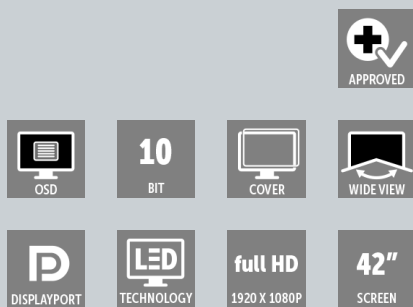 APPROVED
OSD
10
BIT
COVER
WIDE VIEW
DISPLAYPORT
LED
TECHNOLOGY
full HD
1920 X 1080P
42"
SCREEN